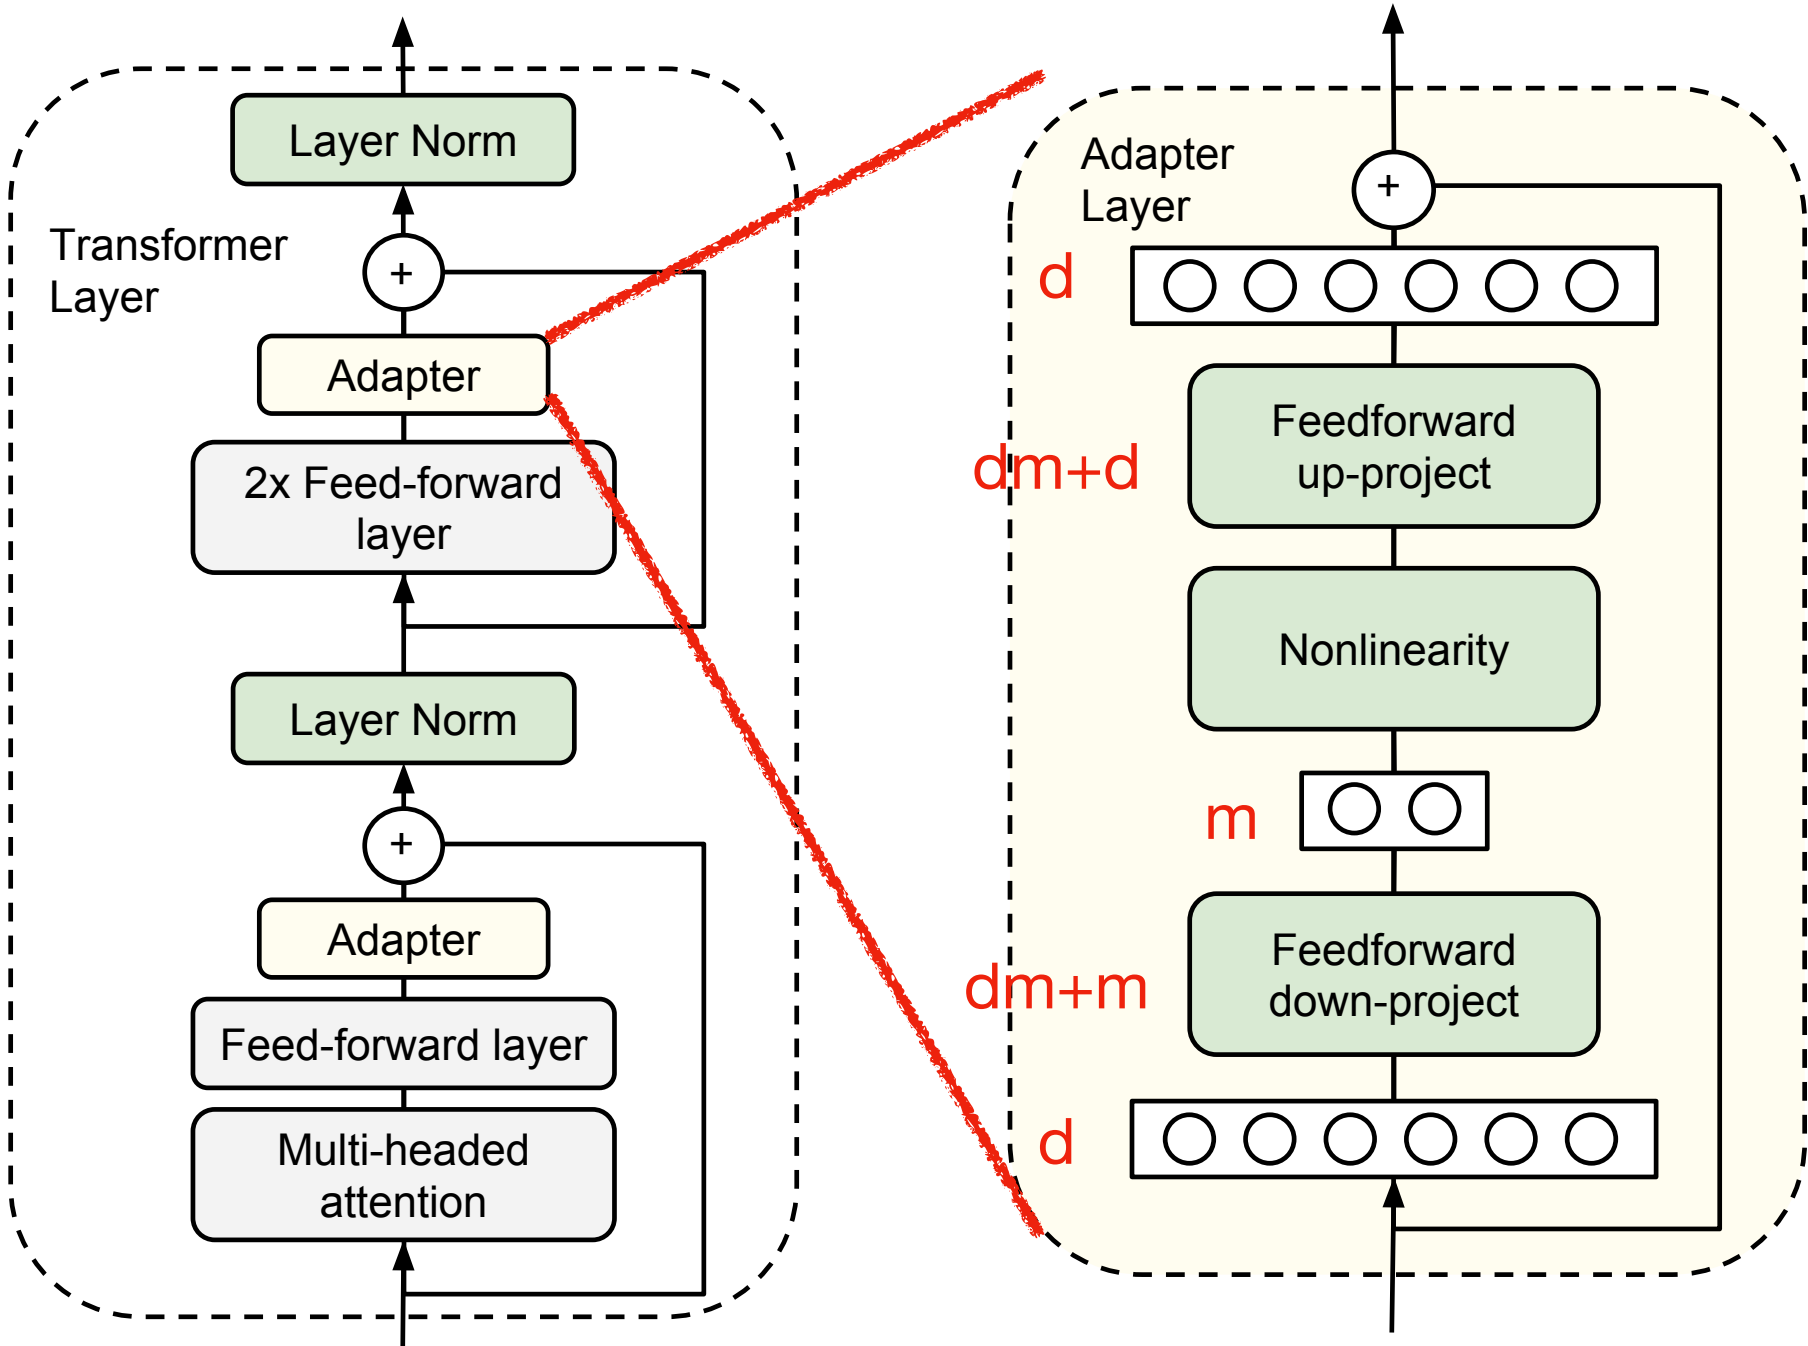 Layer Norm
Transformer
Layer
+
Adapter
2x Feed-forward
layer
Layer Norm
+
Adapter
Feed-forward layer
Multi-headed
attention
Adapter
Layer
+
d
Feedforward
up-project
dm+d
Nonlinearity
m
Feedforward
down-project
dm+m
d